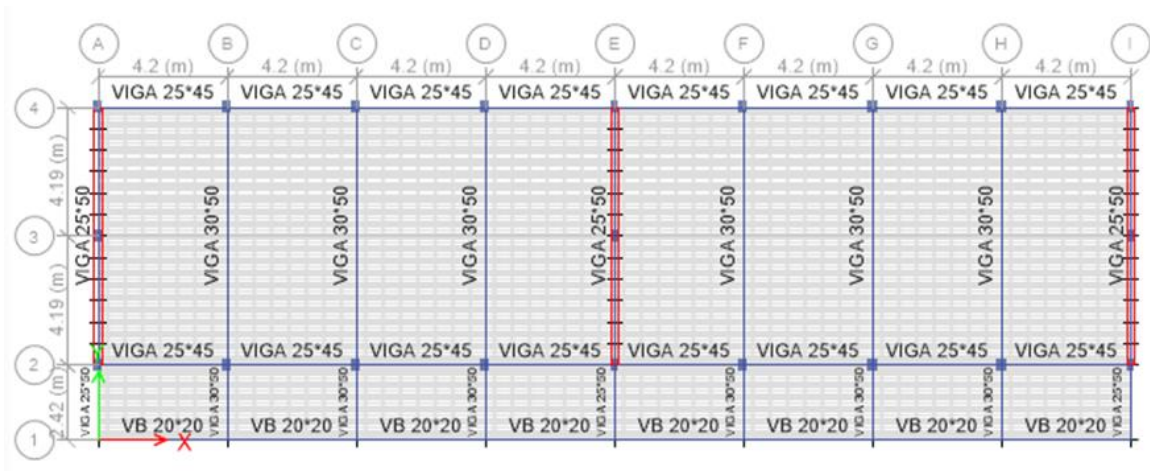 A B C D E F G H I
4.2 (m) 4.2 (m) 4.2 (m) 4.2 (m) 4.2 (m) 4.2 (m) 4.2 (m) 4.2 (m)
VIGA 25*45 VIGA 25*45 VIGA 25*45 VIGA 25*45 VIGA 25*45 VIGA 25*45 VIGA 25*45 VIGA 25*45
4
4.19 (m)
VIGA 25*50 VIGA 30*50 VIGA 30*50 VIGA 30*50 VIGA 25*50 VIGA 30*50 VIGA 30*50 VIGA 30*50 VIGA 25*50
3
4.19 (m)
VIGA 25*45 VIGA 25*45 VIGA 25*45 VIGA 25*45 VIGA 25*45 VIGA 25*45 VIGA 25*45 VIGA 25*45
2
2.42 (m)
VIGA 25*50 VIGA 30*50 VIGA 30*50 VIGA 30*50 VIGA 25*50 VIGA 30*50 VIGA 30*50 VIGA 30*50 VIGA 25*50
VB 20*20 VB 20*20 VB 20*20 VB 20*20 VB 20*20 VB 20*20 VB 20*20 VB 20*20
1
X